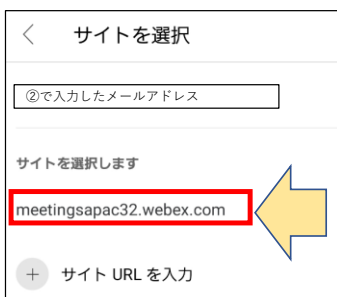 サイトを選択
②で入力したメールアドレス
サイトを選択します
meetingsapac32.webex.com
サイト URL を入力